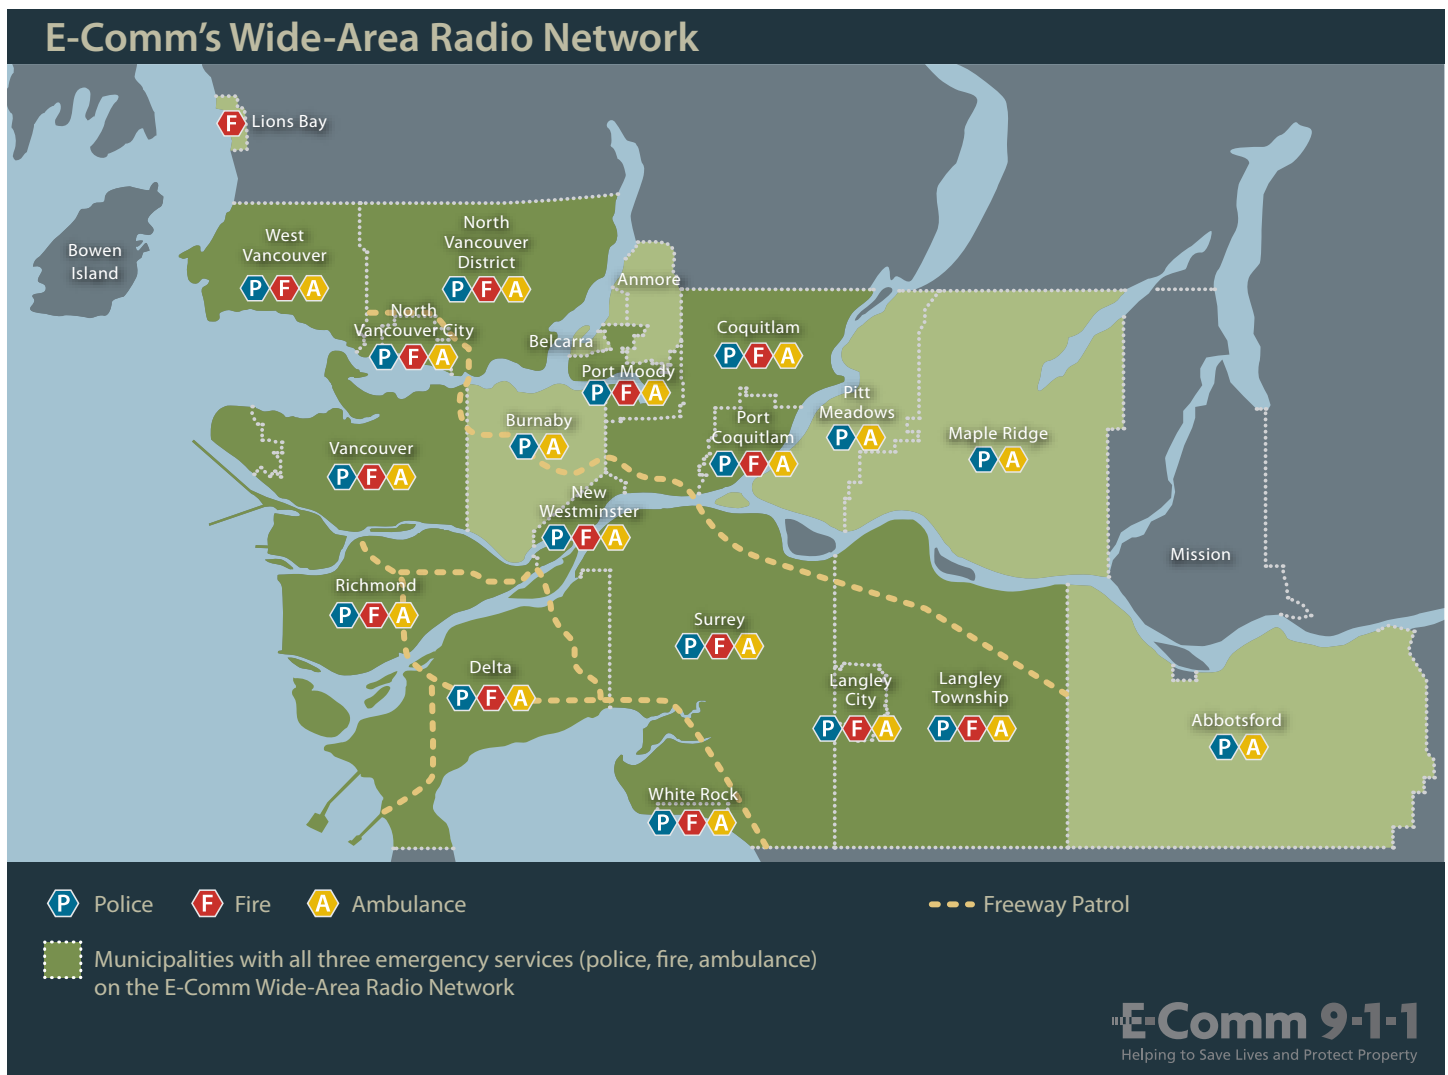 E-Comm's Wide-Area Radio Network
F Lions Bay
Bowen
Island
West
Vancouver
P F A
North
Vancouver
District
P F A
North
Vancouver City
P F A
Anmore
Belcarra
Port Moody
P F A
Coquitlam
P F A
Port
Coquitlam
P F A
Pitt
Meadows
P A
Maple Ridge
P A
Burnaby
P A
Vancouver
P F A
New
Westminster
P F A
Mission
Richmond
P F A
Surrey
P F A
Delta
P F A
Langley
City
P F A
Langley
Township
P F A
Abbotsford
P A
White Rock
P F A
P Police F Fire A Ambulance Freeway Patrol
Municipalities with all three emergency services (police, fire, ambulance)
on the E-Comm Wide-Area Radio Network
E-Comm 9-1-1
Helping to Save Lives and Protect Property